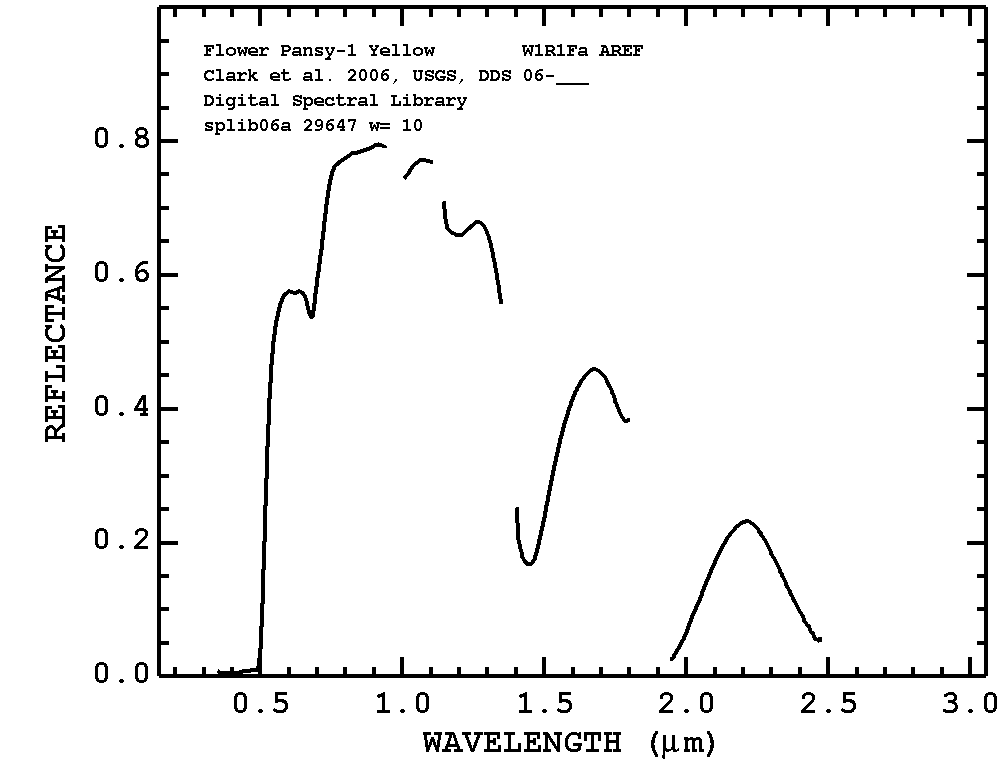 Flower Pansy-1 Yellow W1R1Fa AREF
Clark et al. 2006, USGS, DDS 06-___
Digital Spectral Library
splib06a 29647 w= 10
REFLECTANCE
0.8
0.6
0.4
0.2
0.0
0.5 1.0 1.5 2.0 2.5 3.0
WAVELENGTH (μm)